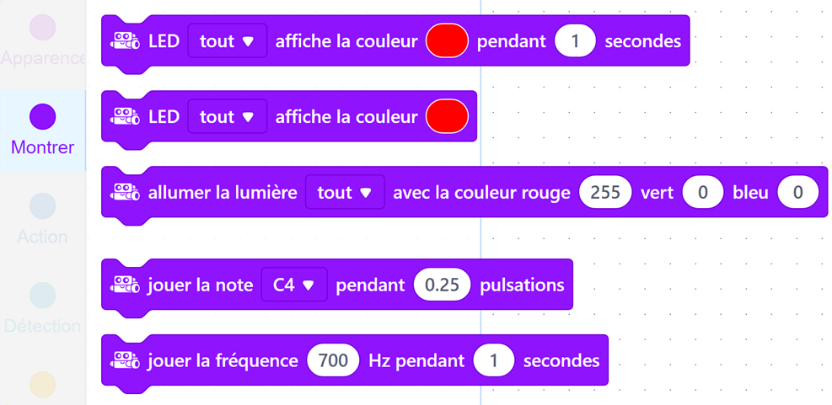 LED tout ▼ affiche la couleur pendant 1 secondes
Apparence
LED tout ▼ affiche la couleur
Montrer
allumer la lumière tout ▼ avec la couleur rouge 255 vert 0 bleu 0
Action
jouer la note C4 ▼ pendant 0.25 pulsations
Détection
jouer la fréquence 700 Hz pendant 1 secondes